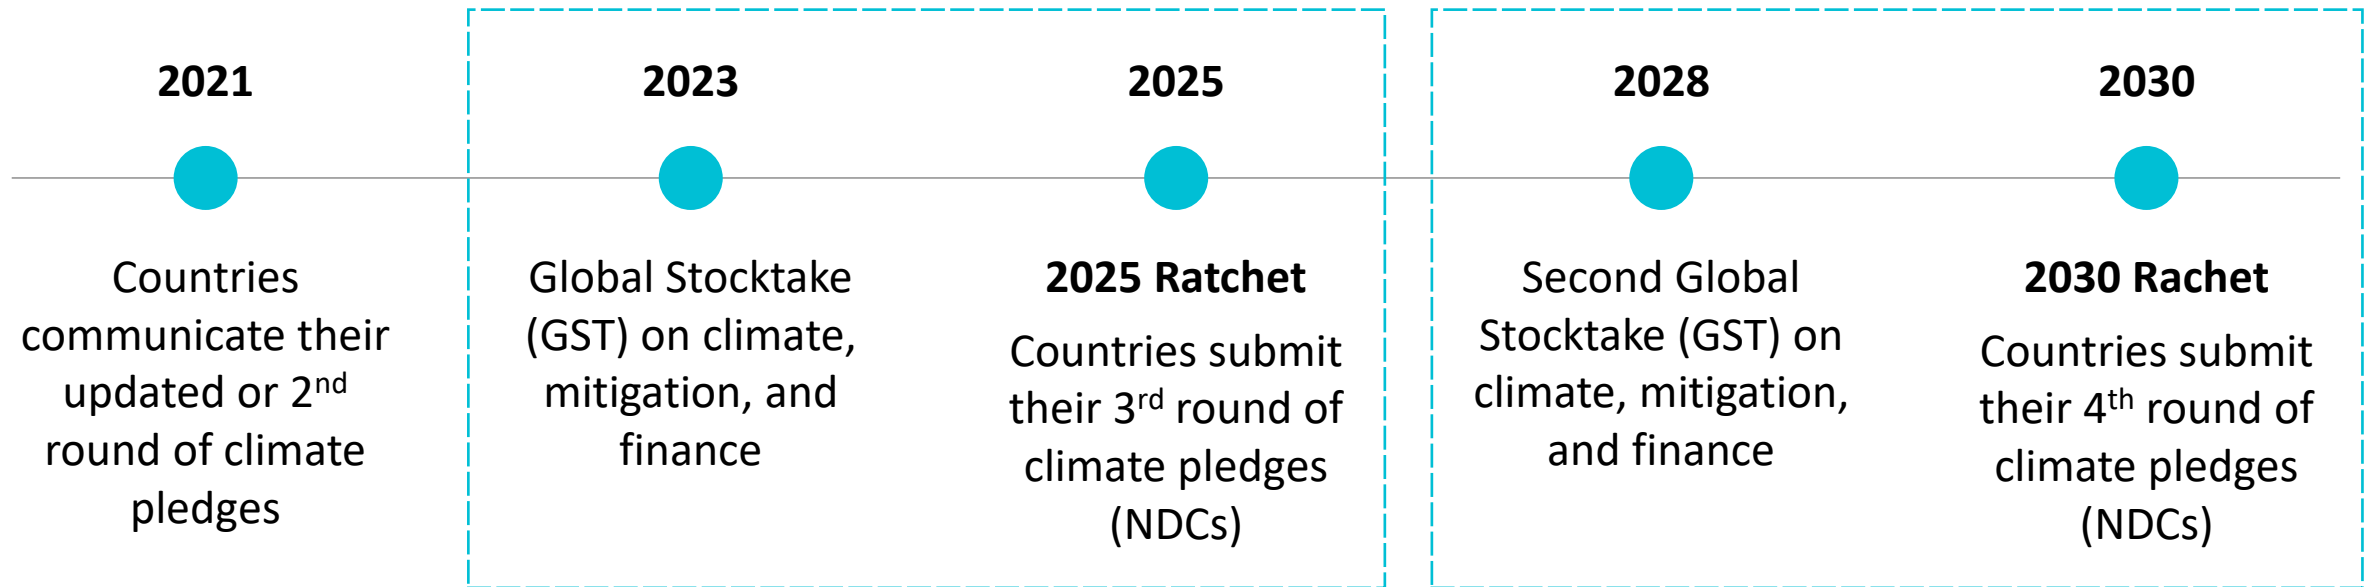 2021
Countries
communicate their
updated or 2nd
round of climate
pledges
2023
Global Stocktake
(GST) on climate,
mitigation, and
finance
2025
2025 Ratchet
Countries submit
their 3rd round of
climate pledges
(NDCs)
2028
Second Global
Stocktake (GST) on
climate, mitigation,
and finance
2030
2030 Rachet
Countries submit
their 4th round of
climate pledges
(NDCs)